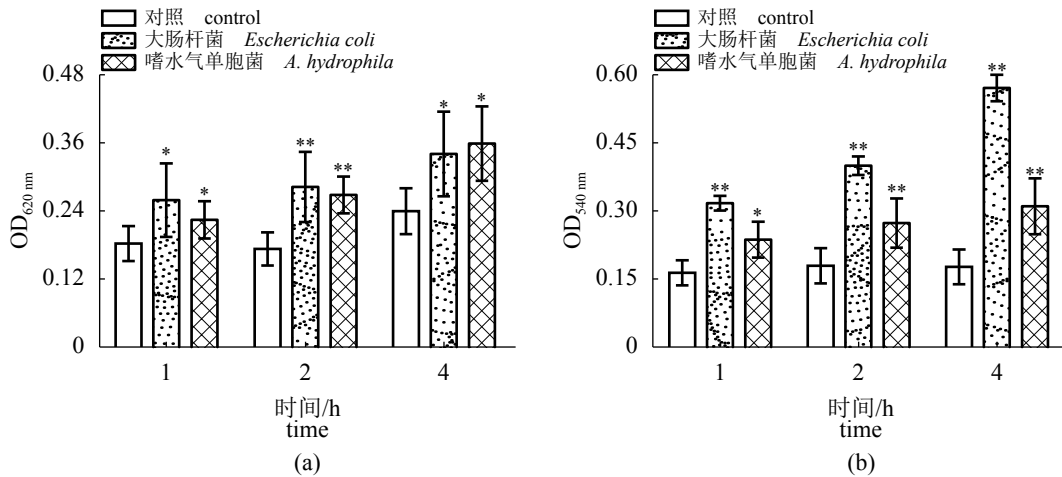 对照 control
大肠杆菌 Escherichia coli
嗜水气单胞菌 A. hydrophila
0.48
0.36
0.24
0.12
0
OD620 nm
* * ** ** * *
1 2 4
时间/h
time
(a)
对照 control
大肠杆菌 Escherichia coli
嗜水气单胞菌 A. hydrophila
0.60
0.45
0.30
0.15
0
OD540 nm
** * ** ** ** **
1 2 4
时间/h
time
(b)